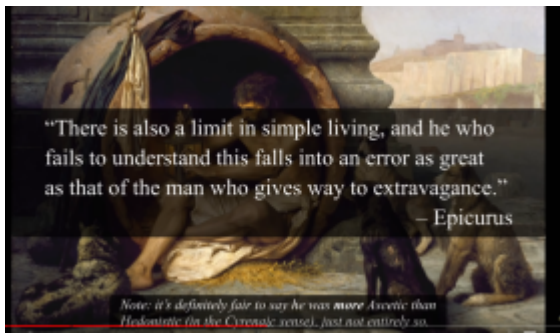 “There is also a limit in simple living, and he who
fails to understand this falls into an error as great
as that of the man who gives way to extravagance.”
– Epicurus
Note: it's definitely fair to say he was more Ascetic than
Hedonistic (in the Cyrenaic sense), just not entirely so.